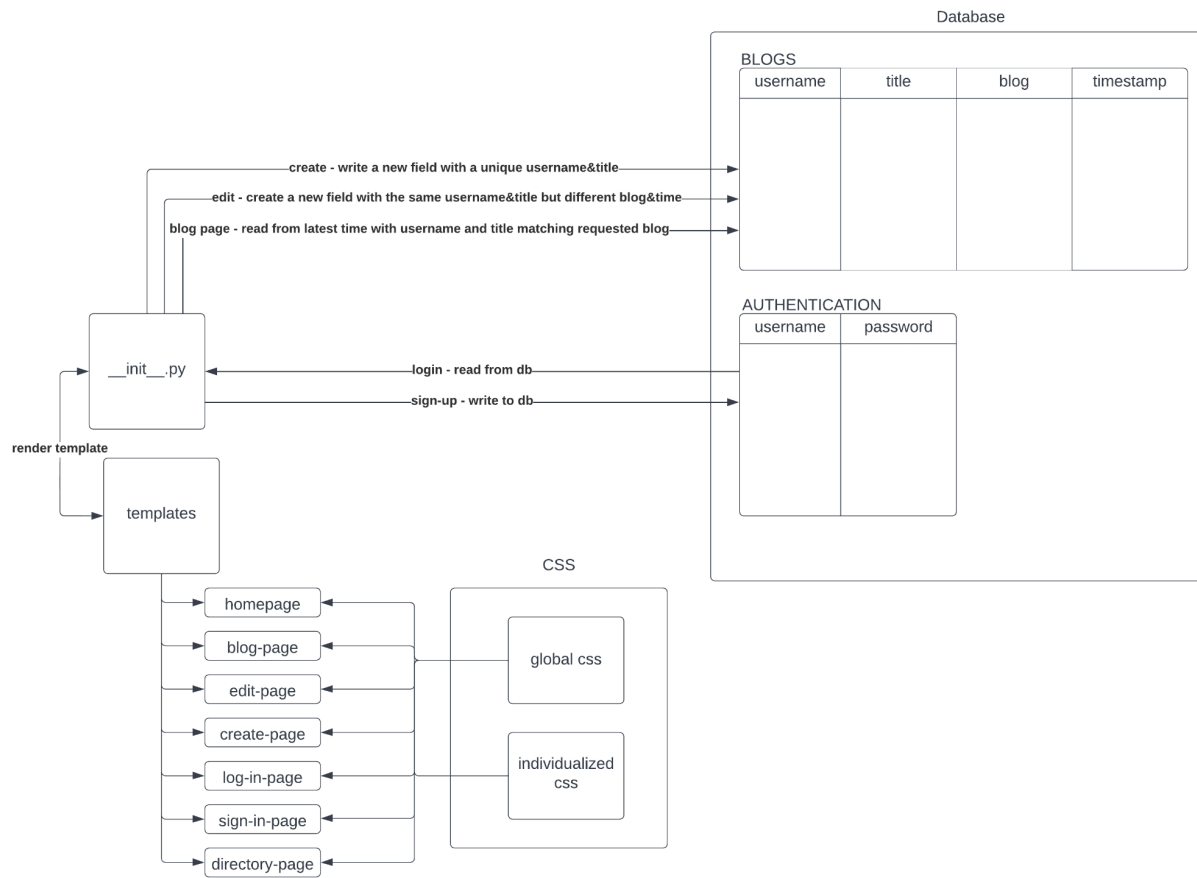 Database
BLOGS
username title blog timestamp
create - write a new field with a unique username&title
edit - create a new field with the same username&title but different blog&time
blog page - read from latest time with username and title matching requested blog
AUTHENTICATION
username password
__init__.py
login - read from db
sign-up - write to db
render template
templates
CSS
homepage
blog-page
global css
edit-page
create-page
individualized
css
log-in-page
sign-in-page
directory-page